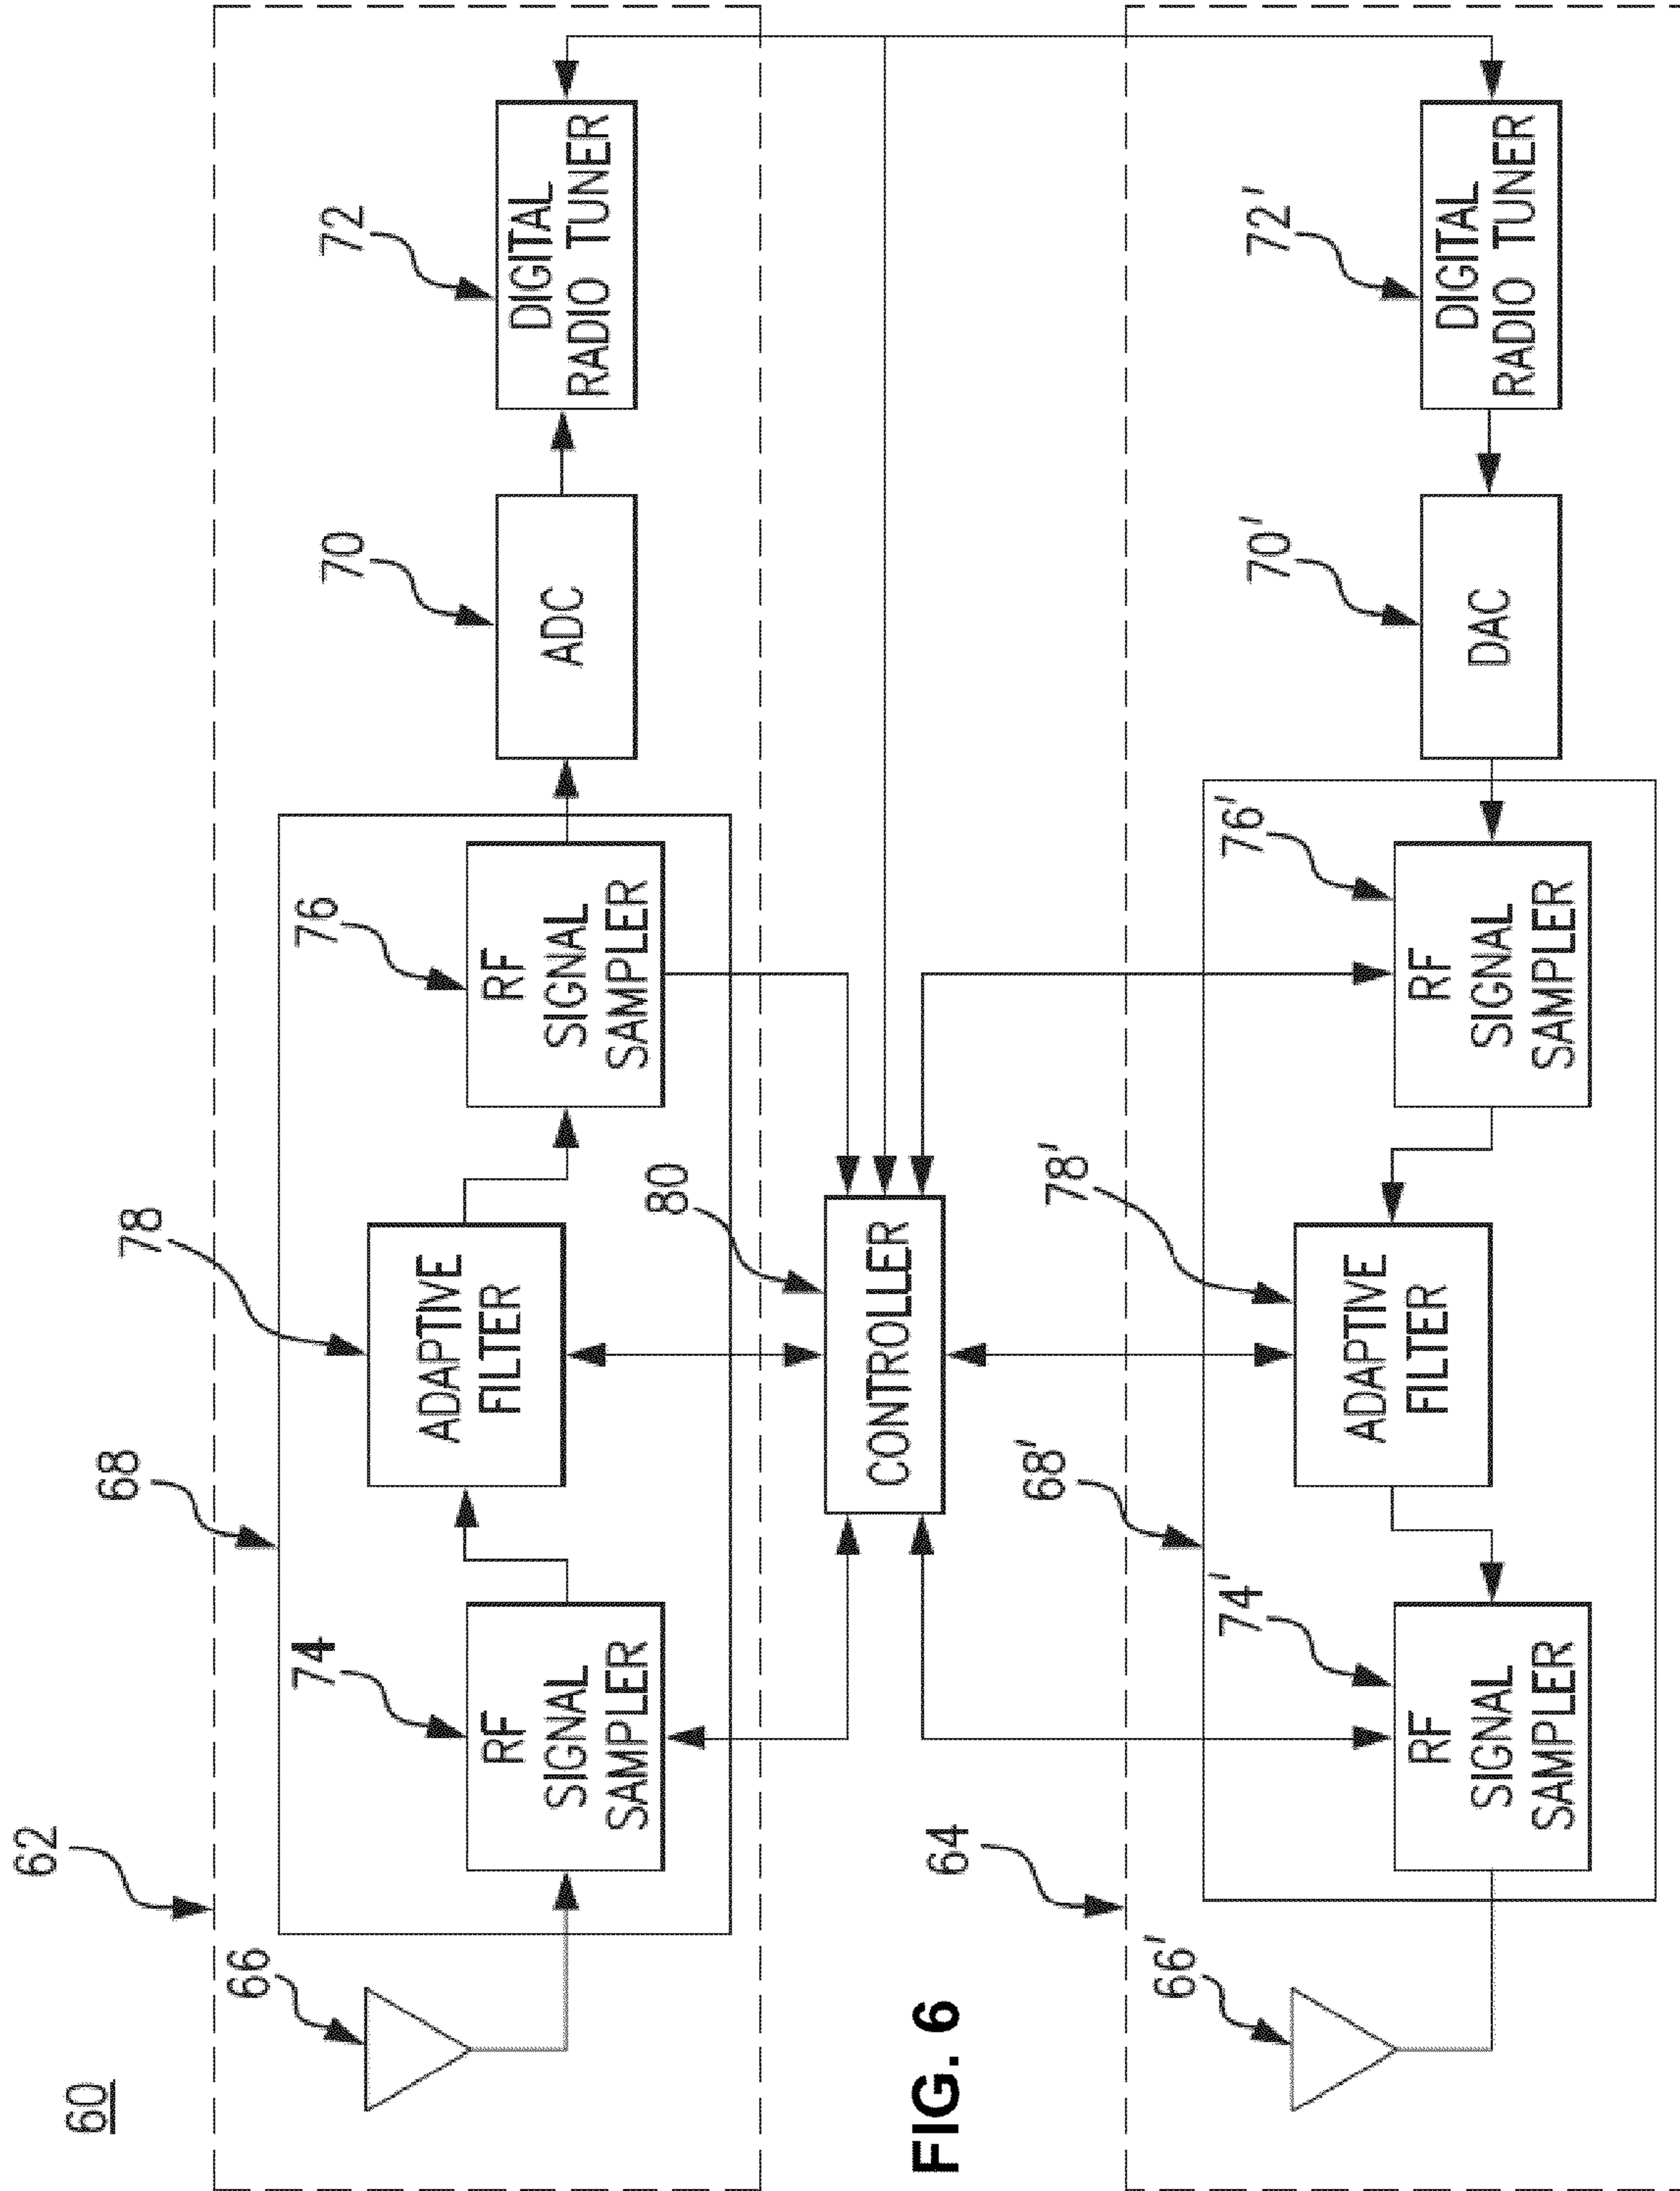 60
62
68
78
66
74
RF
SIGNAL
SAMPLER
ADAPTIVE
FILTER
76
RF
SIGNAL
SAMPLER
70
ADC
72
DIGITAL
RADIO TUNER
80
CONTROLLER
FIG. 6
64
68'
78'
66'
74'
RF
SIGNAL
SAMPLER
ADAPTIVE
FILTER
76'
RF
SIGNAL
SAMPLER
70'
DAC
72'
DIGITAL
RADIO TUNER